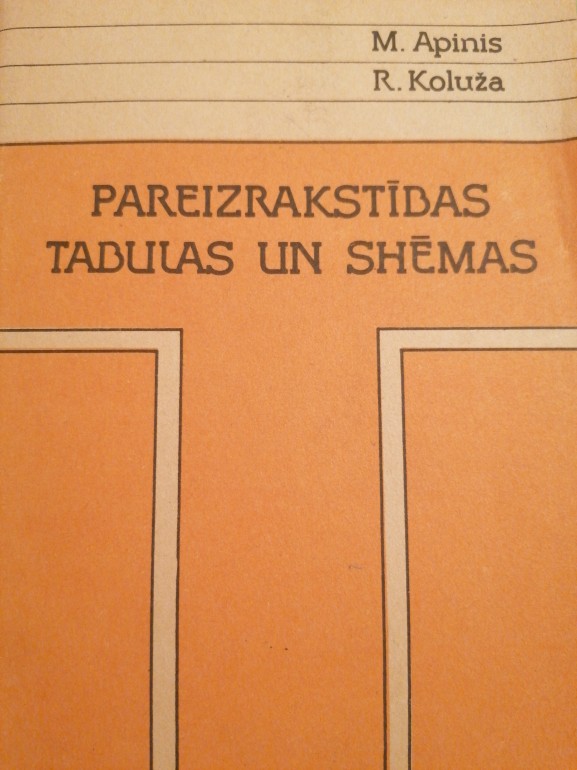 M. Apinis
R. Koluža
PAREIZRAKSTĪBAS
TABULAS UN SHĒMAS